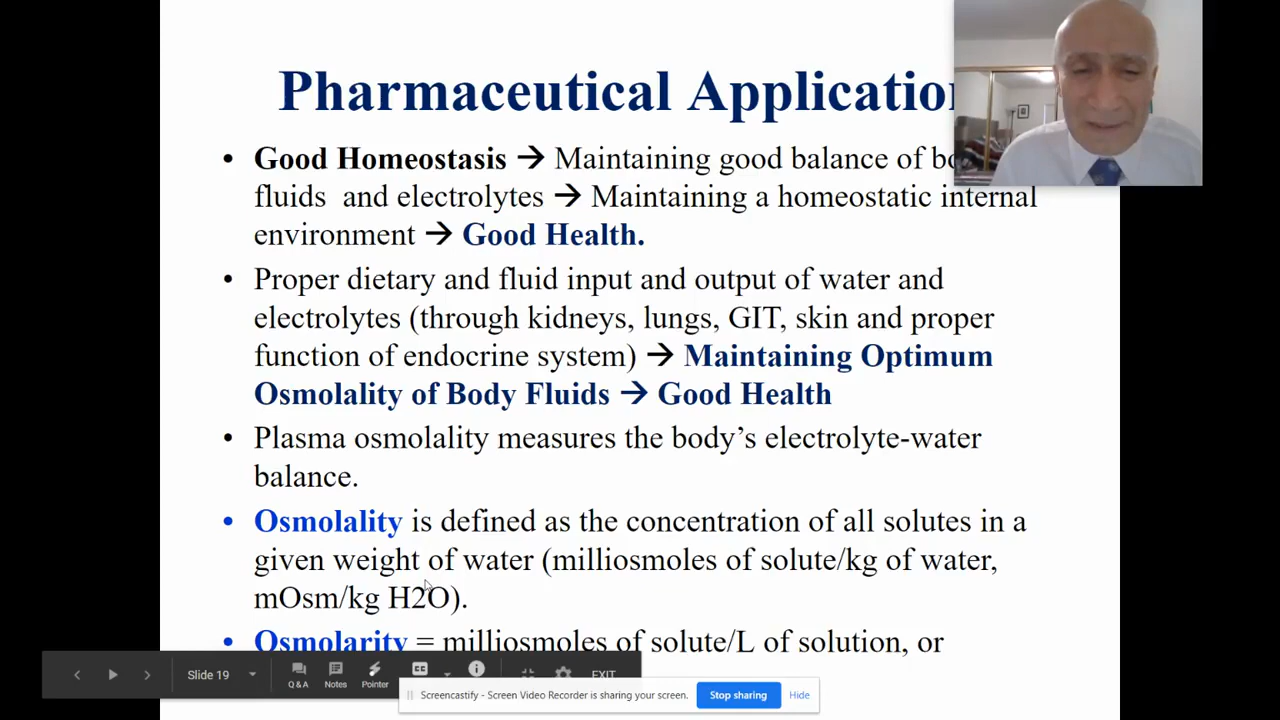 Pharmaceutical Application
• Good Homeostasis → Maintaining good balance of
fluids and electrolytes → Maintaining a homeostatic internal
environment → Good Health.
• Proper dietary and fluid input and output of water and
electrolytes (through kidneys, lungs, GIT, skin and proper
function of endocrine system) → Maintaining Optimum
Osmolality of Body Fluids → Good Health
• Plasma osmolality measures the body’s electrolyte-water
balance.
• Osmolality is defined as the concentration of all solutes in a
given weight of water (milliosmoles of solute/kg of water,
mOsm/kg H2O).
• Osmolarity = milliosmoles of solute/L of solution, or
Slide 19
Q & A
Notes
Pointer
CC
EXIT
Screencastify - Screen Video Recorder is sharing your screen.
Stop sharing
Hide